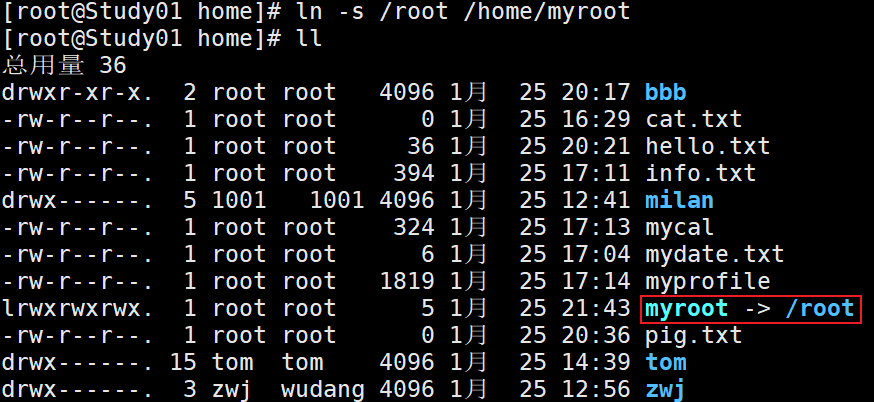 [root@Study01 home]# ln -s /root /home/myroot
[root@Study01 home]# ll
总用量 36
drwxr-xr-x.  2 root root   4096 1月  25 20:17 bbb
-rw-r--r--.  1 root root      0 1月  25 16:29 cat.txt
-rw-r--r--.  1 root root     36 1月  25 20:21 hello.txt
-rw-r--r--.  1 root root    394 1月  25 17:11 info.txt
drwx------.  5 1001   1001 4096 1月  25 12:41 milan
-rw-r--r--.  1 root root    324 1月  25 17:13 mycal
-rw-r--r--.  1 root root      6 1月  25 17:04 mydate.txt
-rw-r--r--.  1 root root   1819 1月  25 17:14 myprofile
lrwxrwxrwx.  1 root root      5 1月  25 21:43 myroot -> /root
-rw-r--r--.  1 root root      0 1月  25 20:36 pig.txt
drwx------. 15 tom  tom    4096 1月  25 14:39 tom
drwx------.  3 zwj  wudang 4096 1月  25 12:56 zwj